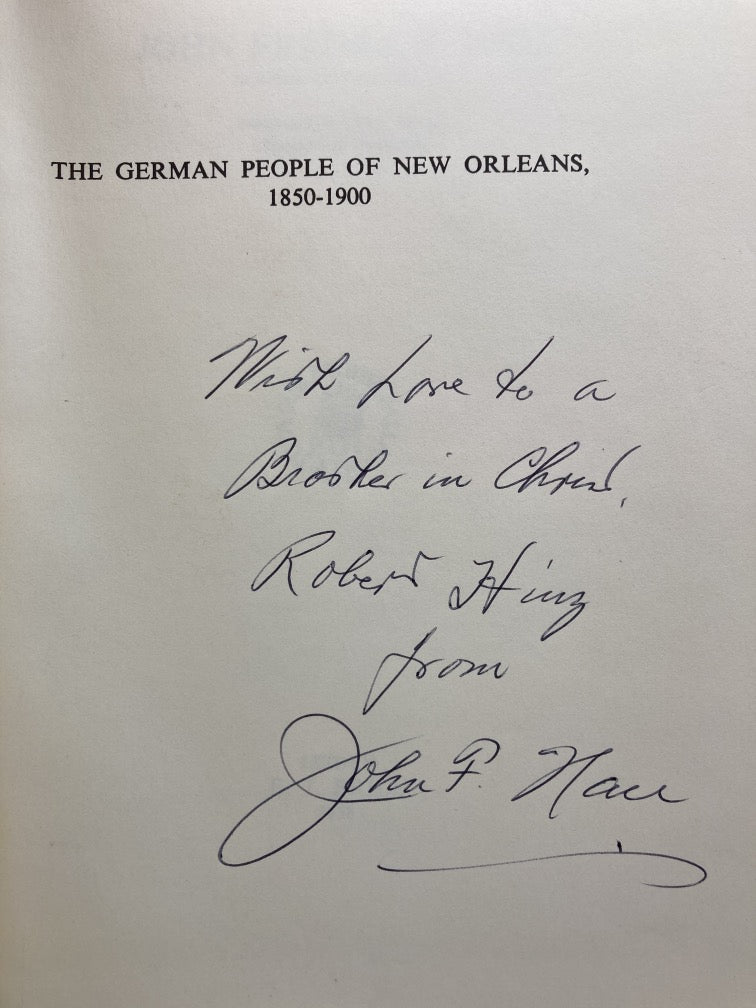 THE GERMAN PEOPLE OF NEW ORLEANS,
1850-1900
With Love to a
Brother in Christ,
Robert Hinz
from
John F. Nau